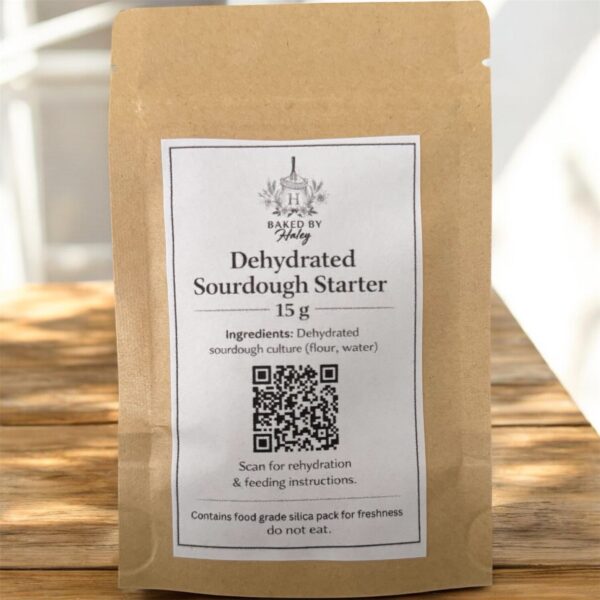 H
BAKED BY
Haley
Dehydrated
Sourdough Starter
15 g
Ingredients: Dehydrated
sourdough culture (flour, water)
Scan for rehydration
& feeding instructions.
Contains food grade silica pack for freshness
do not eat.